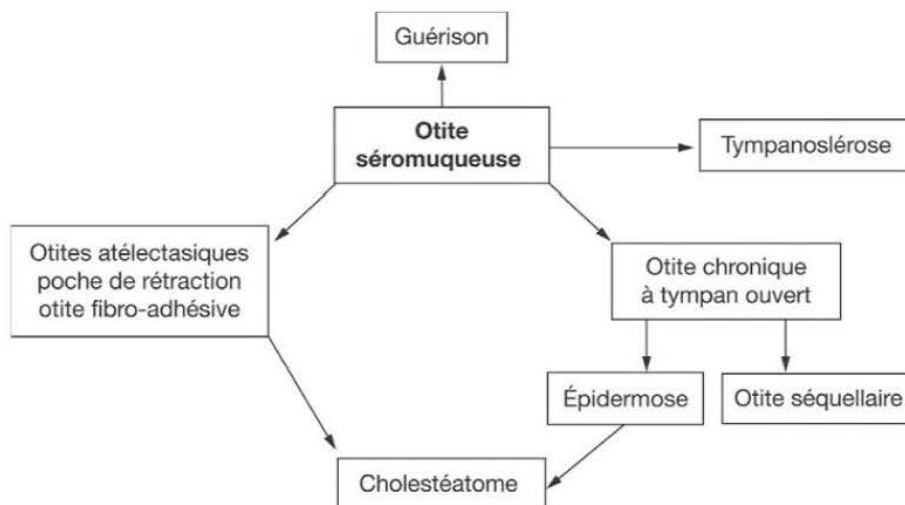 Guérison
Otite
séromuqueuse
Tympanoslérose
Otites atélectasiques
poche de rétraction
otite fibro-adhésive
Otite chronique
à tympan ouvert
Épidermose
Otite séquellaire
Cholestéatome